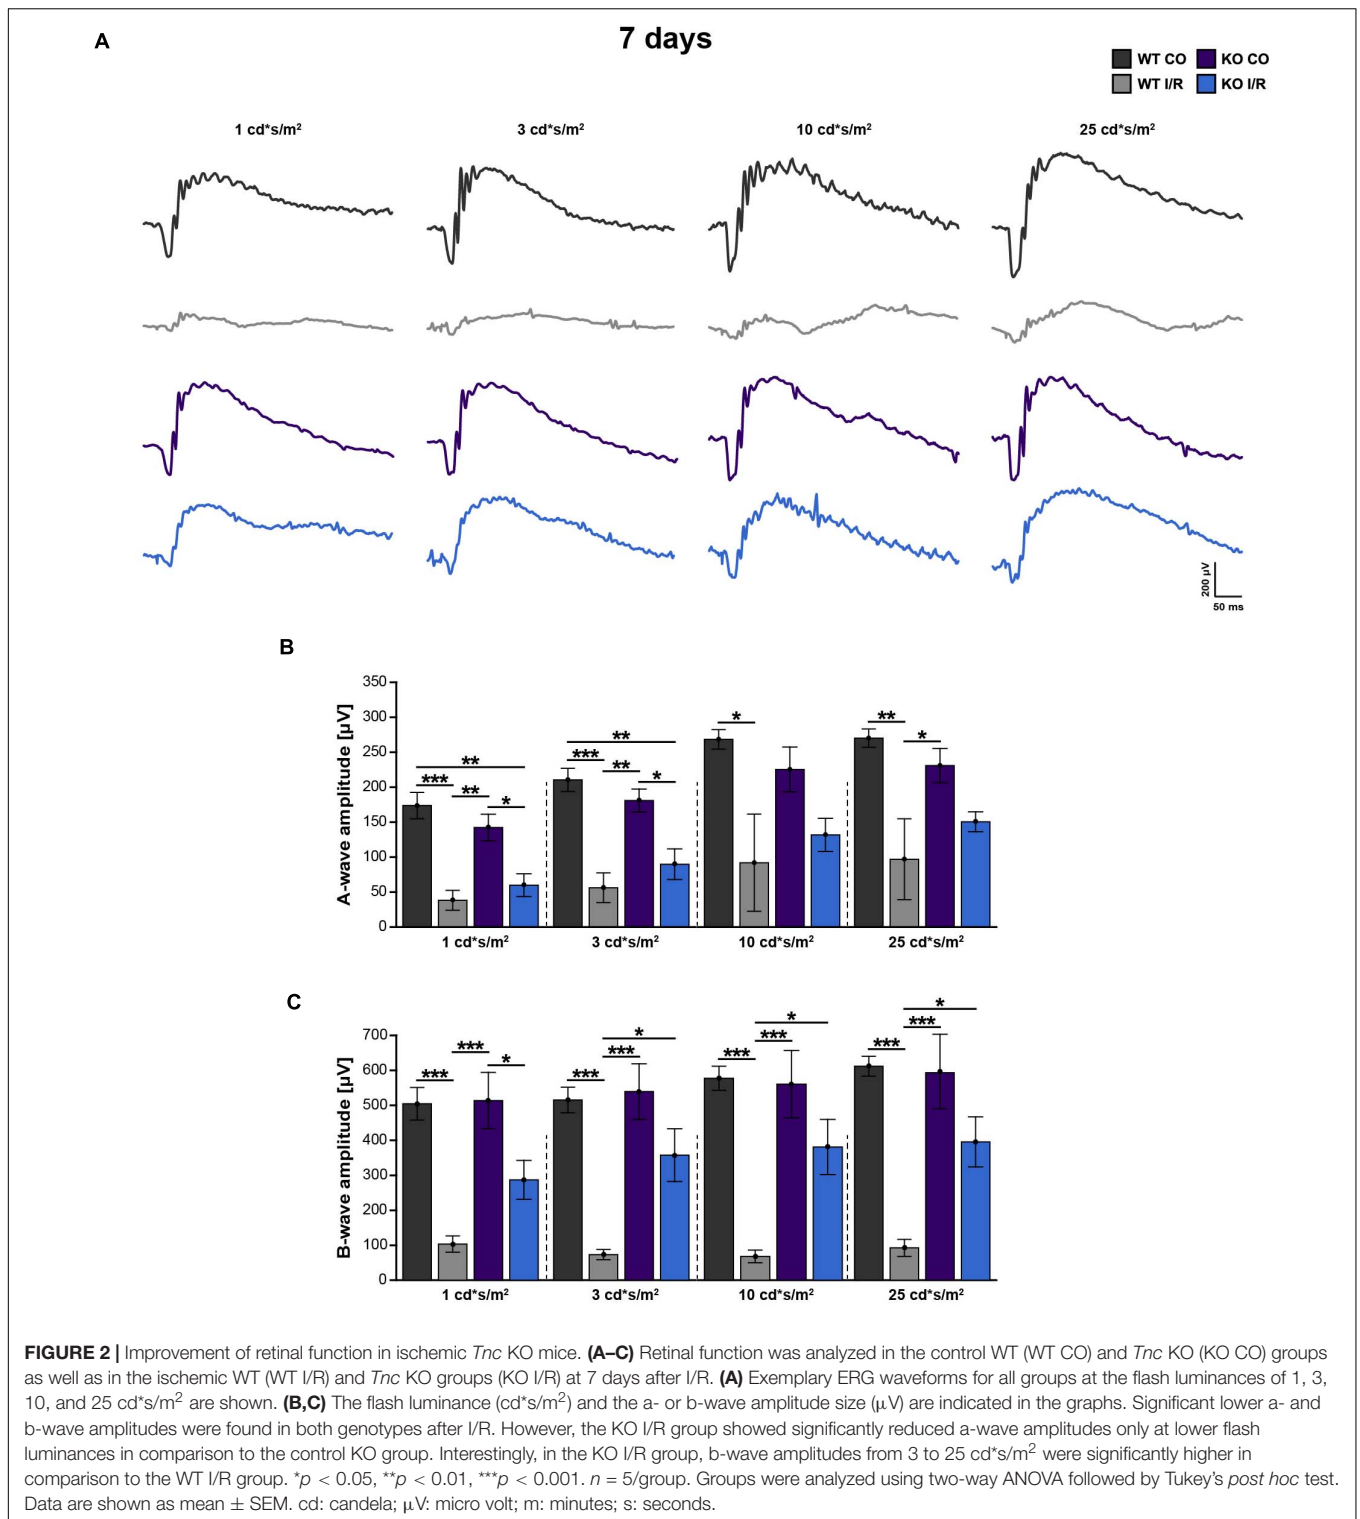 A
7 days
WT CO
KO CO
WT I/R
KO I/R
1 cd*s/m²
3 cd*s/m²
10 cd*s/m²
25 cd*s/m²
200 µV
50 ms
B
A-wave amplitude [µV]
350
300
250
200
150
100
50
0
**
***
**
*
**
***
**
*
*
**
*
1 cd*s/m²
3 cd*s/m²
10 cd*s/m²
25 cd*s/m²
C
B-wave amplitude [µV]
700
600
500
400
300
200
100
0
***
***
*
***
***
*
***
***
*
***
***
*
1 cd*s/m²
3 cd*s/m²
10 cd*s/m²
25 cd*s/m²
FIGURE 2 | Improvement of retinal function in ischemic Tnc KO mice. (A–C) Retinal function was analyzed in the control WT (WT CO) and Tnc KO (KO CO) groups
as well as in the ischemic WT (WT I/R) and Tnc KO groups (KO I/R) at 7 days after I/R. (A) Exemplary ERG waveforms for all groups at the flash luminances of 1, 3,
10, and 25 cd*s/m² are shown. (B,C) The flash luminance (cd*s/m²) and the a- or b-wave amplitude size (µV) are indicated in the graphs. Significant lower a- and
b-wave amplitudes were found in both genotypes after I/R. However, the KO I/R group showed significantly reduced a-wave amplitudes only at lower flash
luminances in comparison to the control KO group. Interestingly, in the KO I/R group, b-wave amplitudes from 3 to 25 cd*s/m² were significantly higher in
comparison to the WT I/R group. *p < 0.05, **p < 0.01, ***p < 0.001. n = 5/group. Groups were analyzed using two-way ANOVA followed by Tukey's post hoc test.
Data are shown as mean ± SEM. cd: candela; µV: micro volt; m: minutes; s: seconds.